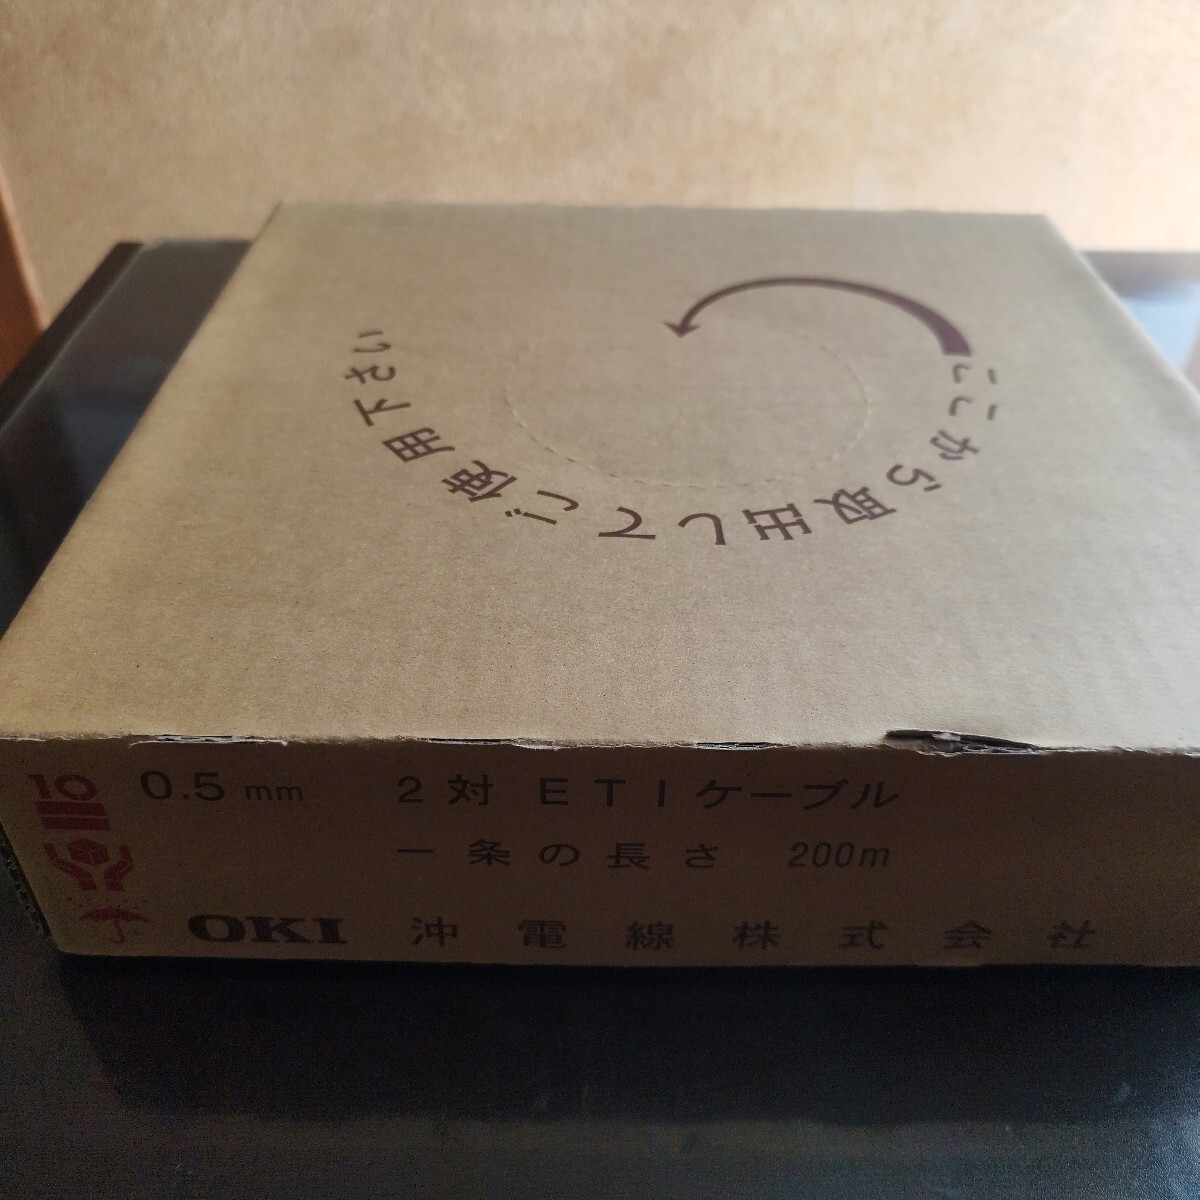 ここから取出してご使用下さい
10
0.5mm 2対 ETIケーブル
一条の長さ 200m
OKI 沖電線株式会社